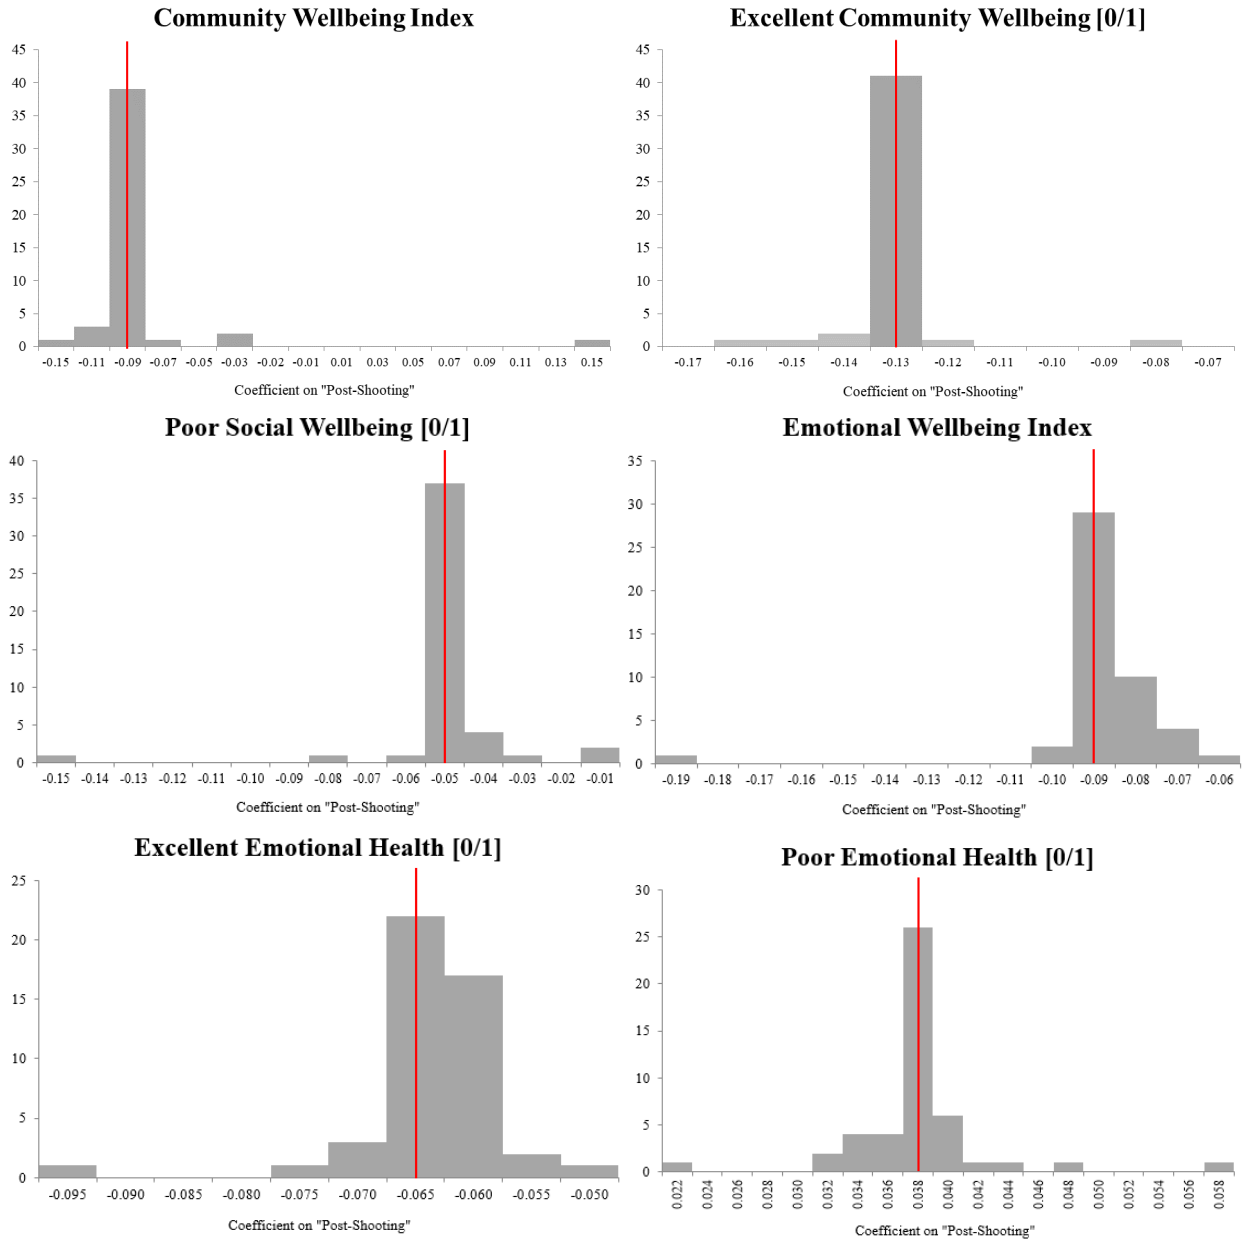 Community Wellbeing Index
45
40
35
30
25
20
15
10
5
0
-0.15 -0.11 -0.09 -0.07 -0.05 -0.03 -0.02 -0.01 0.01 0.03 0.05 0.07 0.09 0.11 0.13 0.15
Coefficient on "Post-Shooting"
Excellent Community Wellbeing [0/1]
45
40
35
30
25
20
15
10
5
0
-0.17 -0.16 -0.15 -0.14 -0.13 -0.12 -0.11 -0.10 -0.09 -0.08 -0.07
Coefficient on "Post-Shooting"
Poor Social Wellbeing [0/1]
40
35
30
25
20
15
10
5
0
-0.15 -0.14 -0.13 -0.12 -0.11 -0.10 -0.09 -0.08 -0.07 -0.06 -0.05 -0.04 -0.03 -0.02 -0.01
Coefficient on "Post-Shooting"
Emotional Wellbeing Index
35
30
25
20
15
10
5
0
-0.19 -0.18 -0.17 -0.16 -0.15 -0.14 -0.13 -0.12 -0.11 -0.10 -0.09 -0.08 -0.07 -0.06
Coefficient on "Post-Shooting"
Excellent Emotional Health [0/1]
25
20
15
10
5
0
-0.095 -0.090 -0.085 -0.080 -0.075 -0.070 -0.065 -0.060 -0.055 -0.050
Coefficient on "Post-Shooting"
Poor Emotional Health [0/1]
30
25
20
15
10
5
0
0.022 0.024 0.026 0.028 0.030 0.032 0.034 0.036 0.038 0.040 0.042 0.044 0.046 0.048 0.050 0.052 0.054 0.056 0.058
Coefficient on "Post-Shooting"